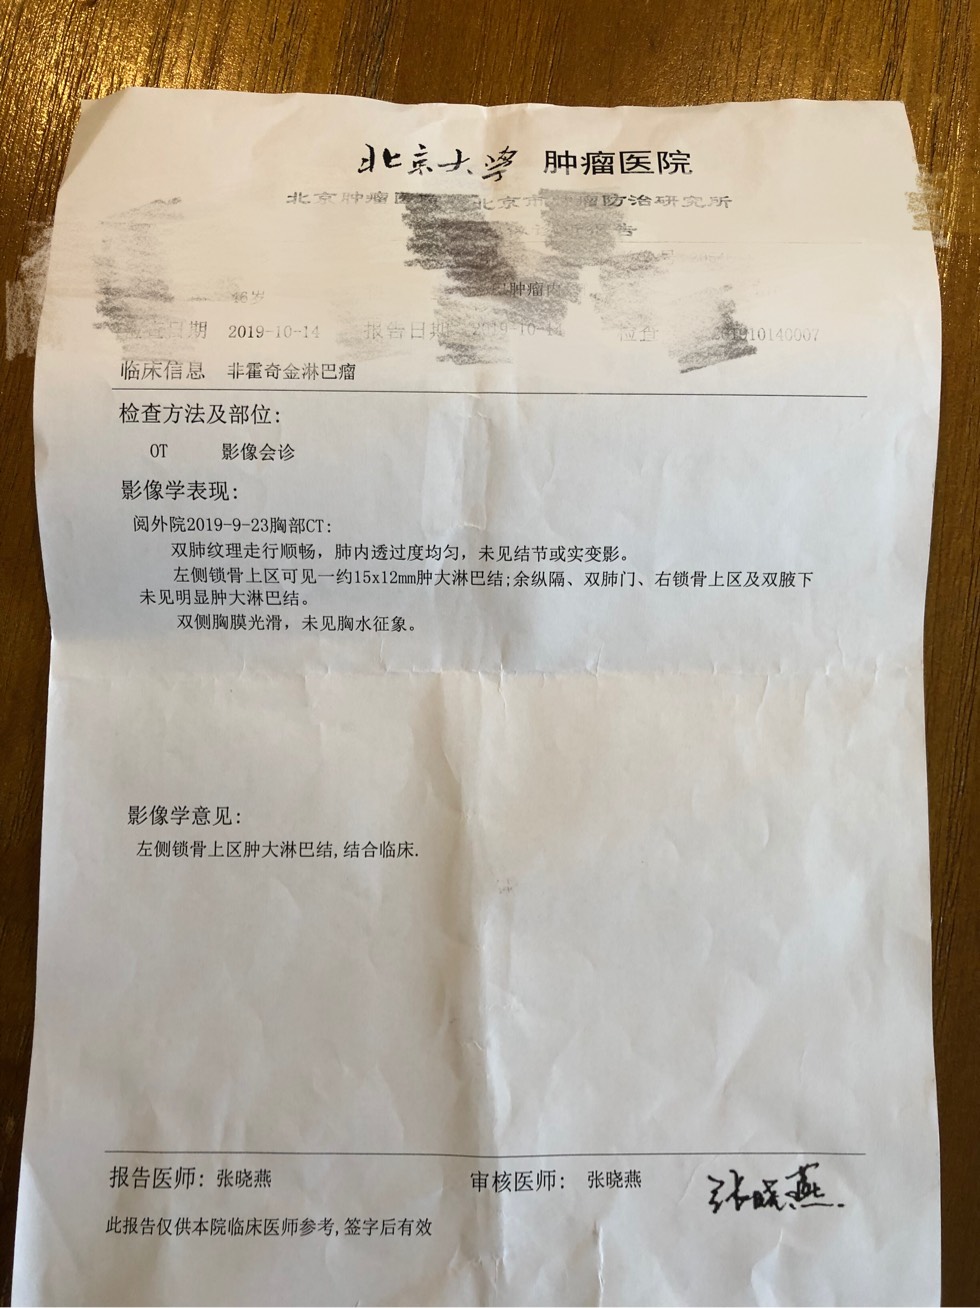 北京大学 肿瘤医院
北京肿瘤医 北京市肿瘤防治研究所
告
46岁 肿瘤内
检查日期 2019-10-14 报告日期 2019-10-14 检查 201910140007
临床信息 非霍奇金淋巴瘤
检查方法及部位:
OT 影像会诊
影像学表现:
阅外院2019-9-23胸部CT:
双肺纹理走行顺畅，肺内透过度均匀，未见结节或实变影。
左侧锁骨上区可见一约15x12mm肿大淋巴结;余纵隔、双肺门、右锁骨上区及双腋下
未见明显肿大淋巴结。
双侧胸膜光滑，未见胸水征象。
影像学意见:
左侧锁骨上区肿大淋巴结,结合临床.
报告医师: 张晓燕 审核医师: 张晓燕 张晓燕.
此报告仅供本院临床医师参考,签字后有效